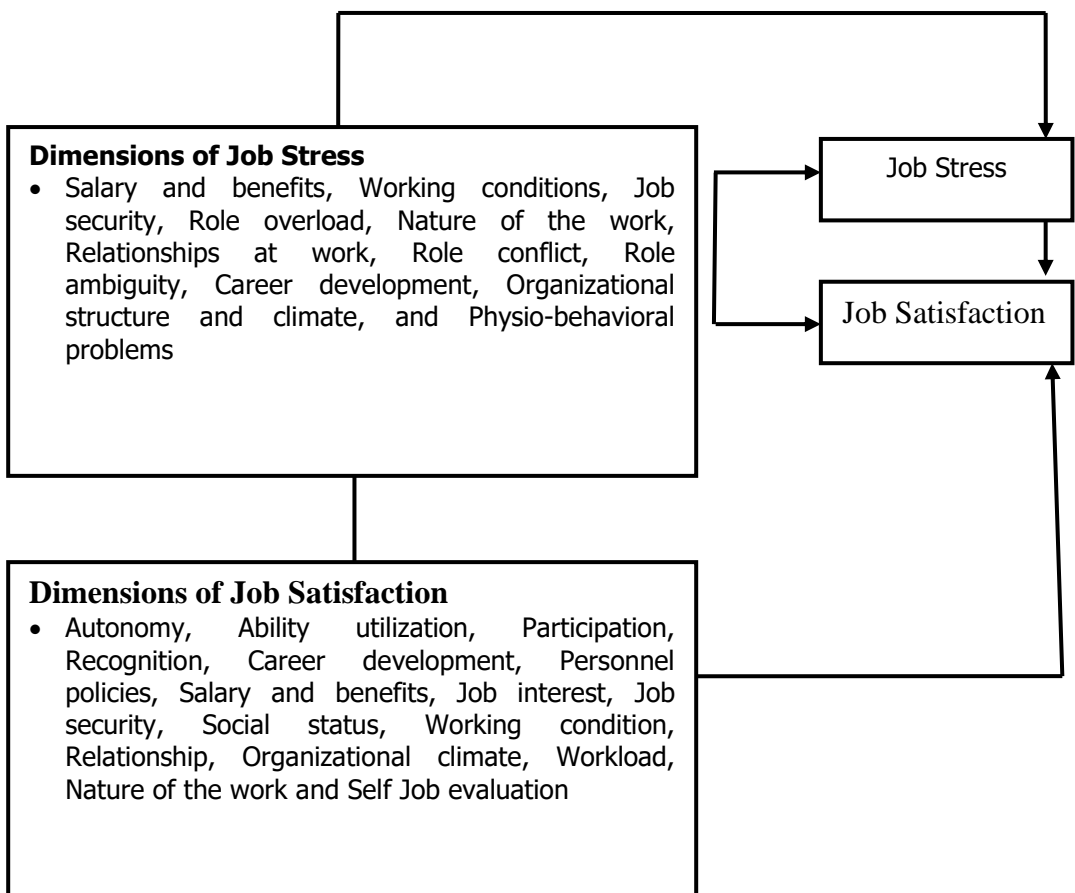 Dimensions of Job Stress
• Salary and benefits, Working conditions, Job
security, Role overload, Nature of the work,
Relationships at work, Role conflict, Role
ambiguity, Career development, Organizational
structure and climate, and Physio-behavioral
problems
Job Stress
Job Satisfaction
Dimensions of Job Satisfaction
• Autonomy, Ability utilization, Participation,
Recognition, Career development, Personnel
policies, Salary and benefits, Job interest, Job
security, Social status, Working condition,
Relationship, Organizational climate, Workload,
Nature of the work and Self Job evaluation